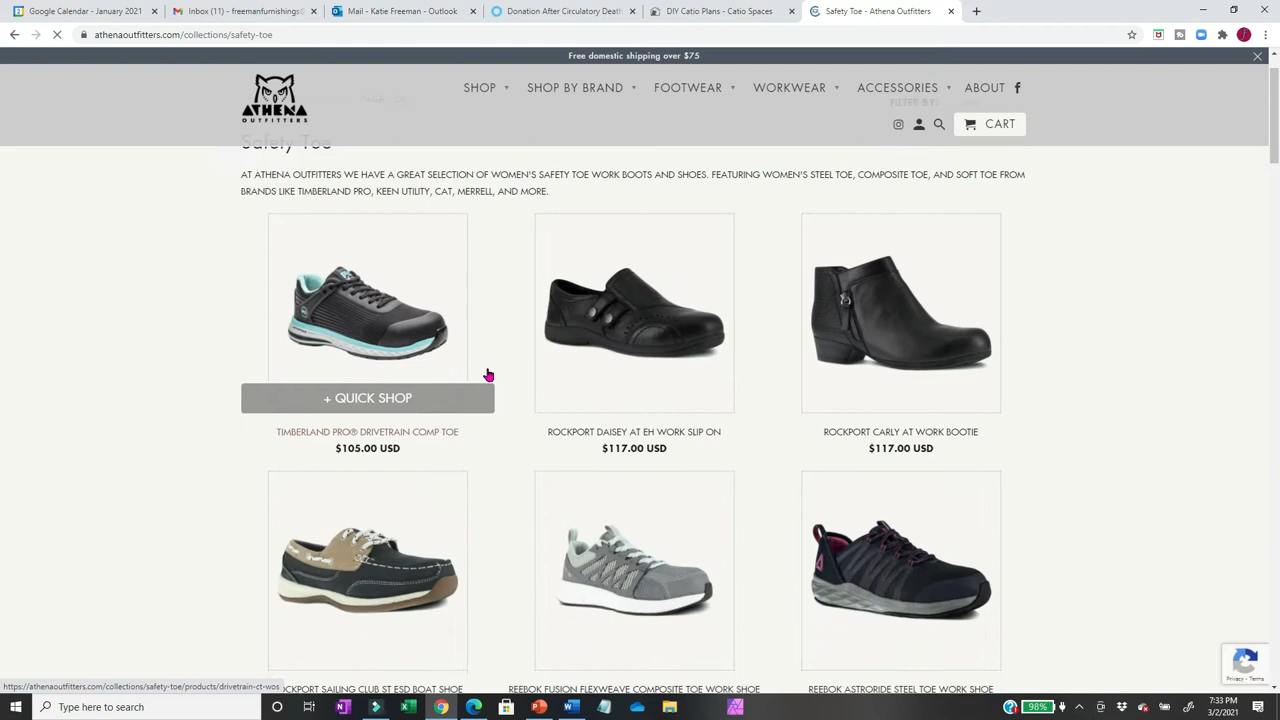 Google Calendar - January 2021
Inbox (11) - freemanfurnishings@
Mail - Katie Freeman - Outlook
Donation After Circulatory Death
DIY Catio Plans - Catio Spaces
Safety Toe - Athena Outfitters
athenaoutfitters.com/collections/safety-toe
Free domestic shipping over $75
ATHENA
OUTFITTERS
SHOP
SHOP BY BRAND
FOOTWEAR
WORKWEAR
ACCESSORIES
ABOUT
FILTER BY:
CART
Safety Toe
AT ATHENA OUTFITTERS WE HAVE A GREAT SELECTION OF WOMEN'S SAFETY TOE WORK BOOTS AND SHOES. FEATURING WOMEN'S STEEL TOE, COMPOSITE TOE, AND SOFT TOE FROM
BRANDS LIKE TIMBERLAND PRO, KEEN UTILITY, CAT, MERRELL, AND MORE.
+ QUICK SHOP
TIMBERLAND PRO® DRIVETRAIN COMP TOE
$105.00 USD
ROCKPORT DAISEY AT EH WORK SLIP ON
$117.00 USD
ROCKPORT CARLY AT WORK BOOTIE
$117.00 USD
ROCKPORT SAILING CLUB ST ESD BOAT SHOE
REEBOK FUSION FLEXWEAVE COMPOSITE TOE WORK SHOE
REEBOK ASTRORIDE STEEL TOE WORK SHOE
Privacy - Terms
https://athenaoutfitters.com/collections/safety-toe/products/drivetrain-ct-wos
Type here to search
98%
7:33 PM
3/2/2021